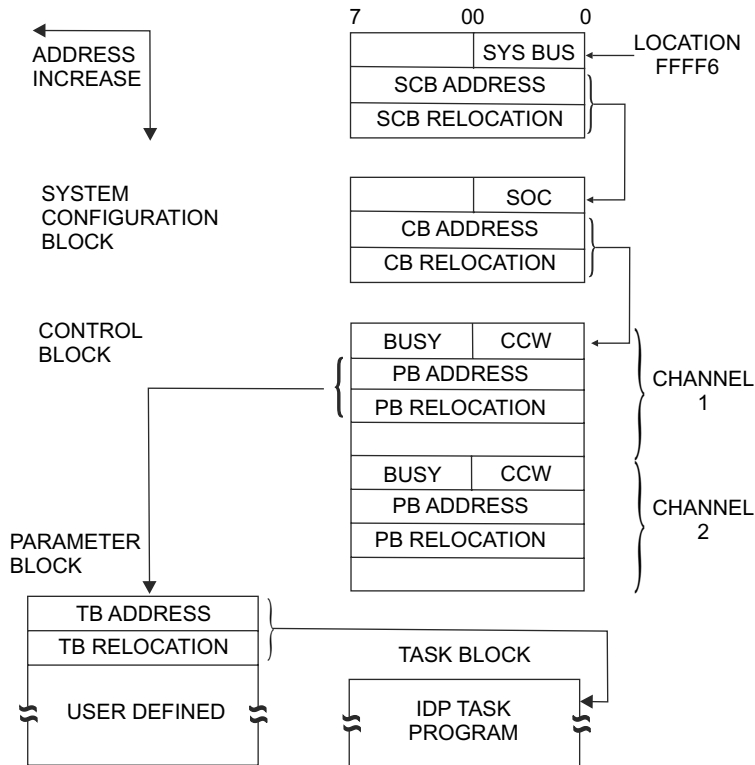 7 00 0
ADDRESS
INCREASE
SYS BUS
LOCATION
FFFF6
SCB ADDRESS
SCB RELOCATION
SYSTEM
CONFIGURATION
BLOCK
SOC
CB ADDRESS
CB RELOCATION
CONTROL
BLOCK
BUSY CCW
PB ADDRESS
PB RELOCATION
CHANNEL
1
BUSY CCW
PB ADDRESS
PB RELOCATION
CHANNEL
2
PARAMETER
BLOCK
TB ADDRESS
TB RELOCATION
USER DEFINED
TASK BLOCK
IDP TASK
PROGRAM